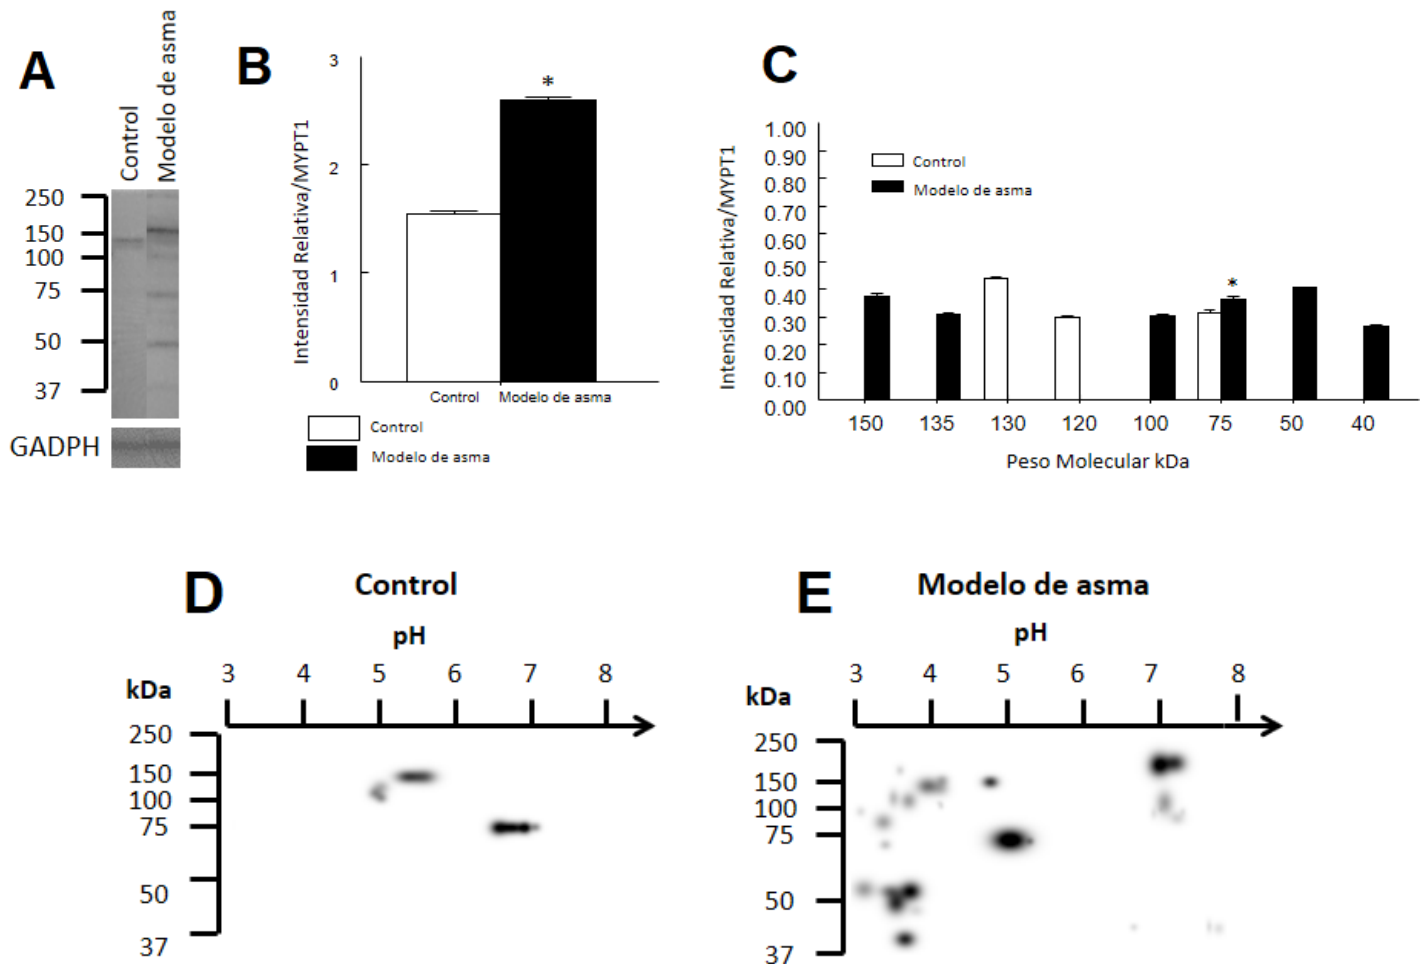 A
Control
Modelo de asma
250
150
100
75
50
37
GADPH
B
Intensidad Relativa/MYPT1
3
2
1
0
*
Control Modelo de asma
Control
Modelo de asma
C
Intensidad Relativa/MYPT1
1.00
0.90
0.80
0.70
0.60
0.50
0.40
0.30
0.20
0.10
0.00
Control
Modelo de asma
*
150 135 130 120 100 75 50 40
Peso Molecular kDa
D
Control
pH
3 4 5 6 7 8
kDa
250
150
100
75
50
37
E
Modelo de asma
pH
3 4 5 6 7 8
kDa
250
150
100
75
50
37